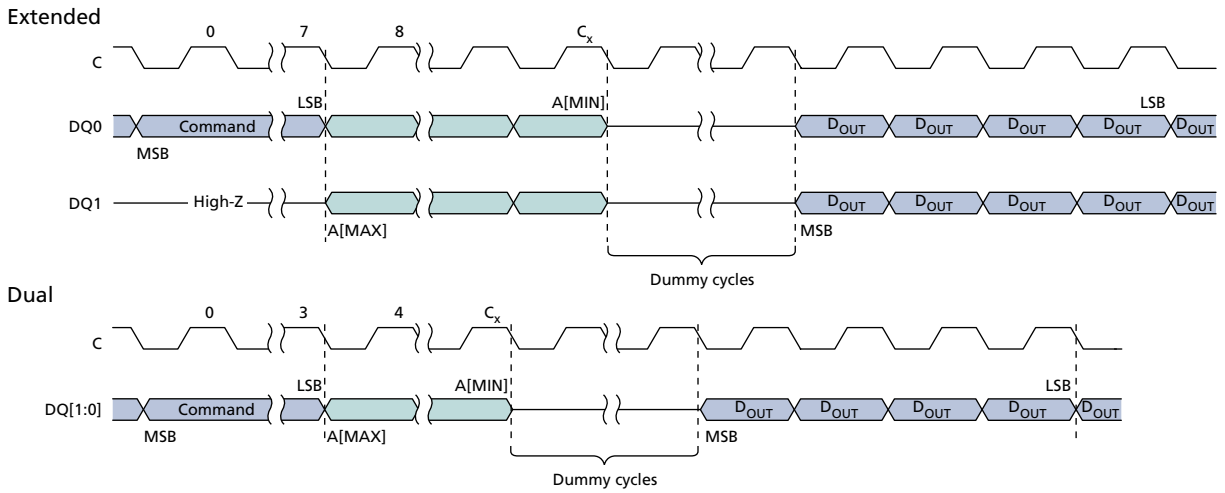 Extended
0 7 8 Cx
C
LSB A[MIN] LSB
DQ0 Command DOUT DOUT DOUT DOUT DOUT
MSB
DQ1 High-Z DOUT DOUT DOUT DOUT DOUT
A[MAX] MSB
Dummy cycles
Dual
0 3 4 Cx
C
LSB A[MIN] LSB
DQ[1:0] Command DOUT DOUT DOUT DOUT DOUT
MSB A[MAX] MSB
Dummy cycles